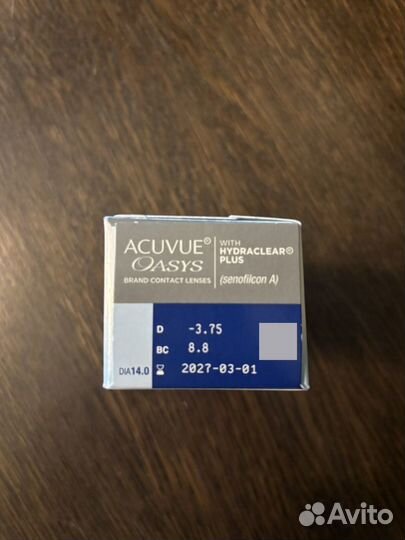 ACUVUE® OASYS
BRAND CONTACT LENSES
WITH
HYDRACLEAR®
PLUS
(senofilcon A)
D -3.75
BC 8.8
DIA14.0 2027-03-01
Avito